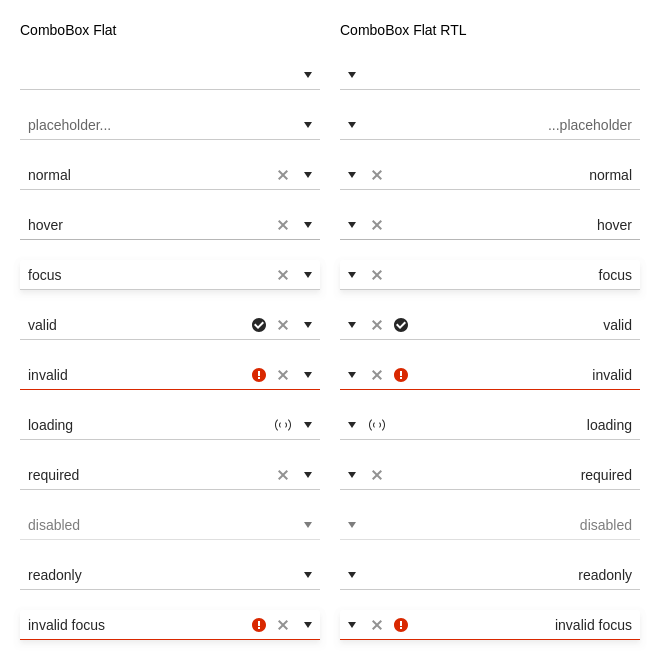 ComboBox Flat
placeholder...
normal
hover
focus
valid
invalid
loading
required
disabled
readonly
invalid focus
ComboBox Flat RTL
...placeholder
normal
hover
focus
valid
invalid
loading
required
disabled
readonly
invalid focus